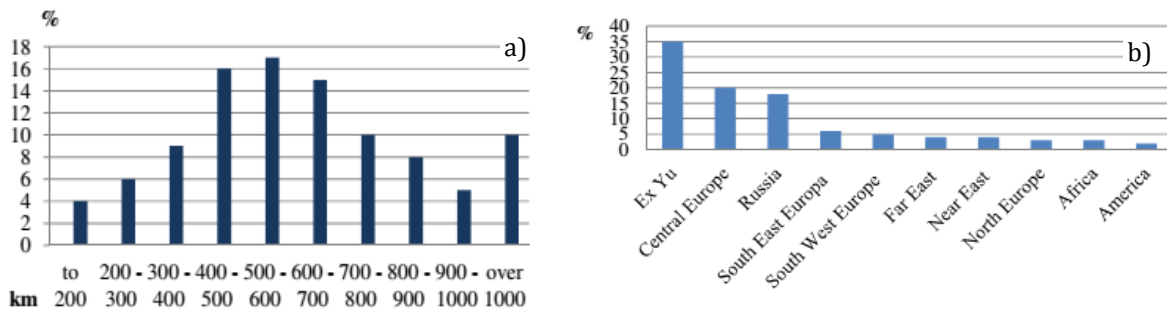 %
a)
18
16
14
12
10
8
6
4
2
0
to 200 - 300 - 400 - 500 - 600 - 700 - 800 - 900 - over
km 200 300 400 500 600 700 800 900 1000 1000
%
b)
40
35
30
25
20
15
10
5
0
Ex Yu
Central Europe
Russia
South East Europa
South West Europe
Far East
Near East
North Europe
Africa
America